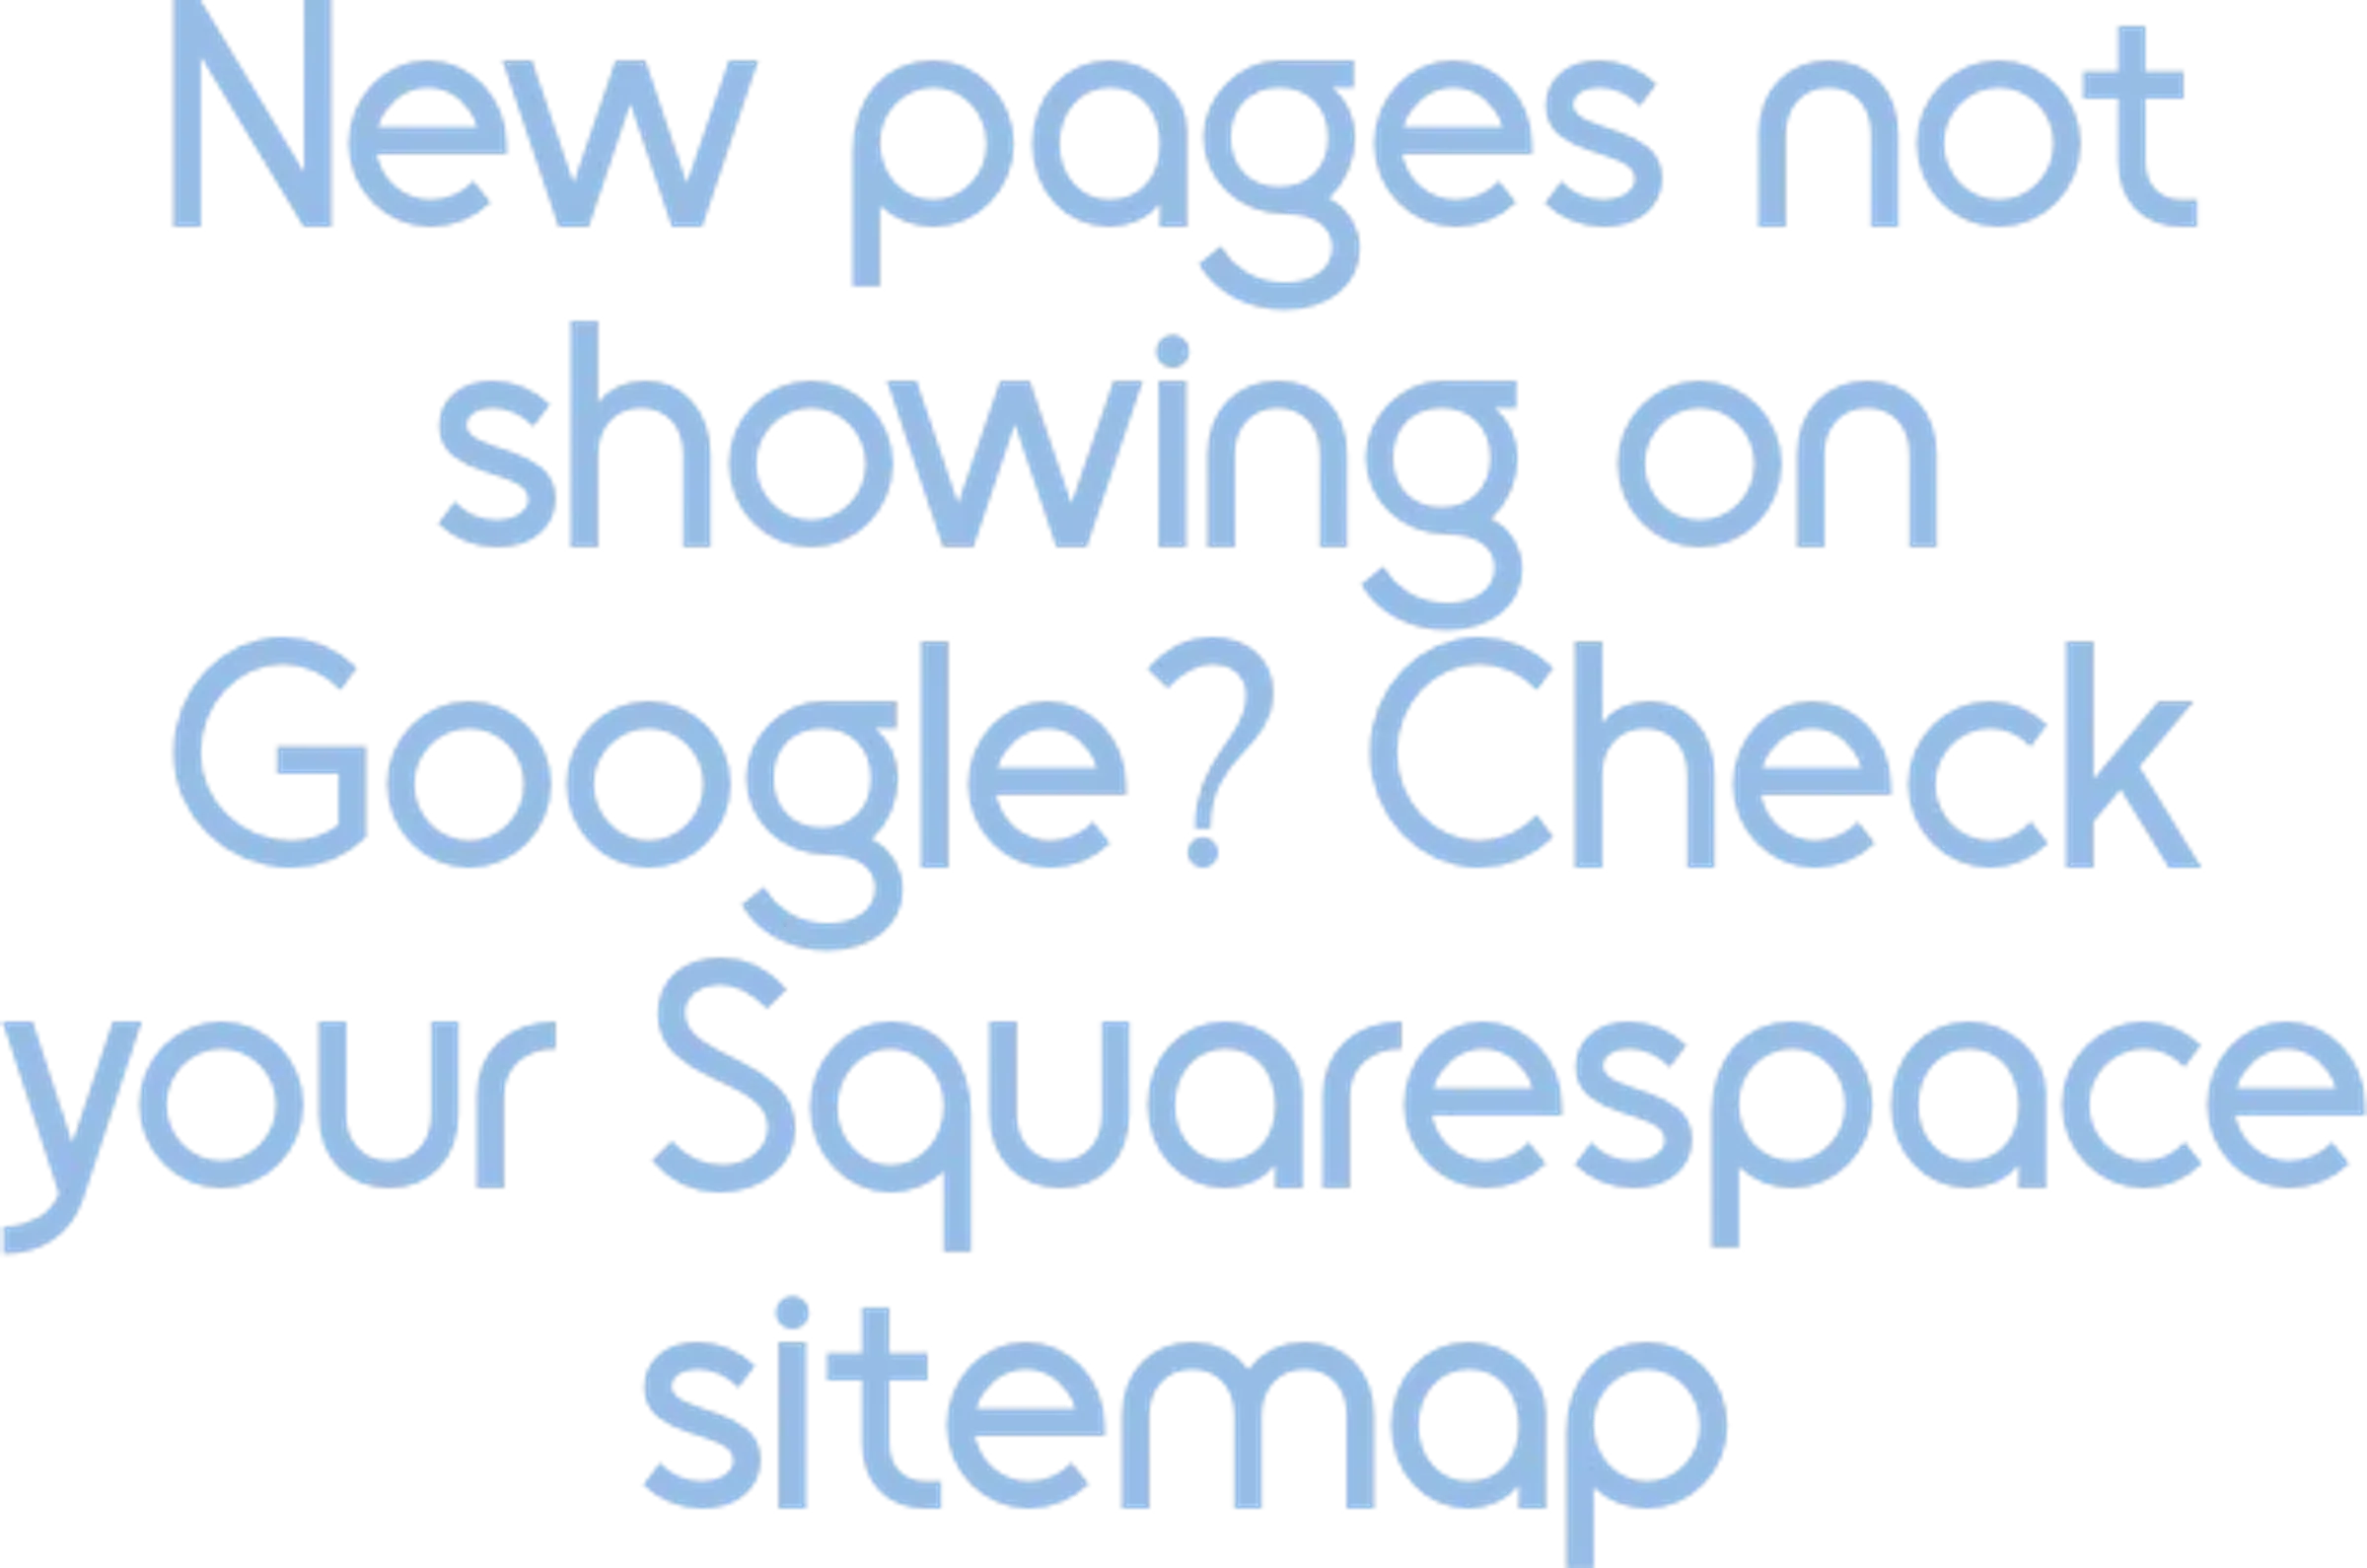 New pages not
showing on
Google? Check
your Squarespace
sitemap